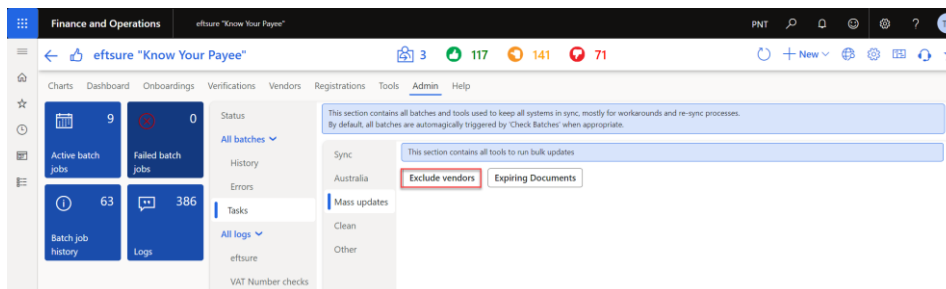 Finance and Operations
eftsure "Know Your Payee"
PNT
eftsure "Know Your Payee"
3
117
141
71
New
Charts
Dashboard
Onboardings
Verifications
Vendors
Registrations
Tools
Admin
Help
9
Active batch
jobs
0
Failed batch
jobs
63
Batch job
history
386
Logs
Status
All batches
History
Errors
Tasks
All logs
eftsure
VAT Number checks
This section contains all batches and tools used to keep all systems in sync, mostly for workarounds and re-sync processes.
By default, all batches are automagically triggered by 'Check Batches' when appropriate.
Sync
Australia
Mass updates
Clean
Other
This section contains all tools to run bulk updates
Exclude vendors
Expiring Documents